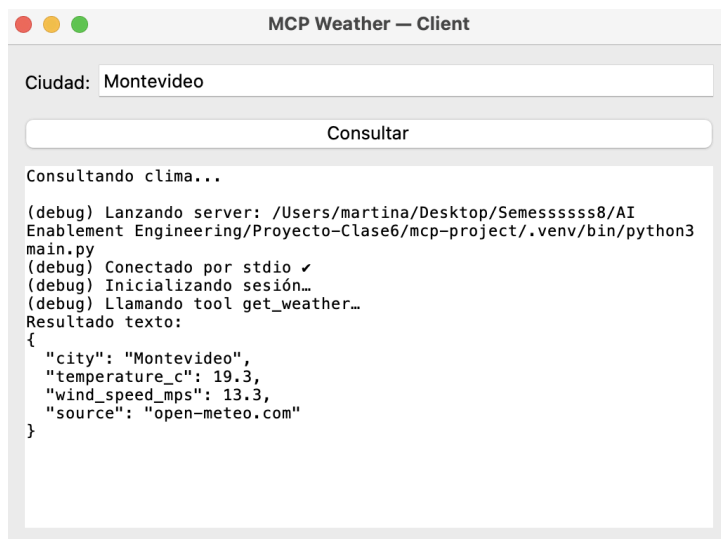 MCP Weather — Client
Ciudad: Montevideo
Consultar
Consultando clima...
(debug) Lanzando server: /Users/martina/Desktop/Semessssss8/AI
Enablement Engineering/Proyecto-Clase6/mcp-project/.venv/bin/python3
main.py
(debug) Conectado por stdio ✔
(debug) Inicializando sesión…
(debug) Llamando tool get_weather…
Resultado texto:
{
  "city": "Montevideo",
  "temperature_c": 19.3,
  "wind_speed_mps": 13.3,
  "source": "open-meteo.com"
}